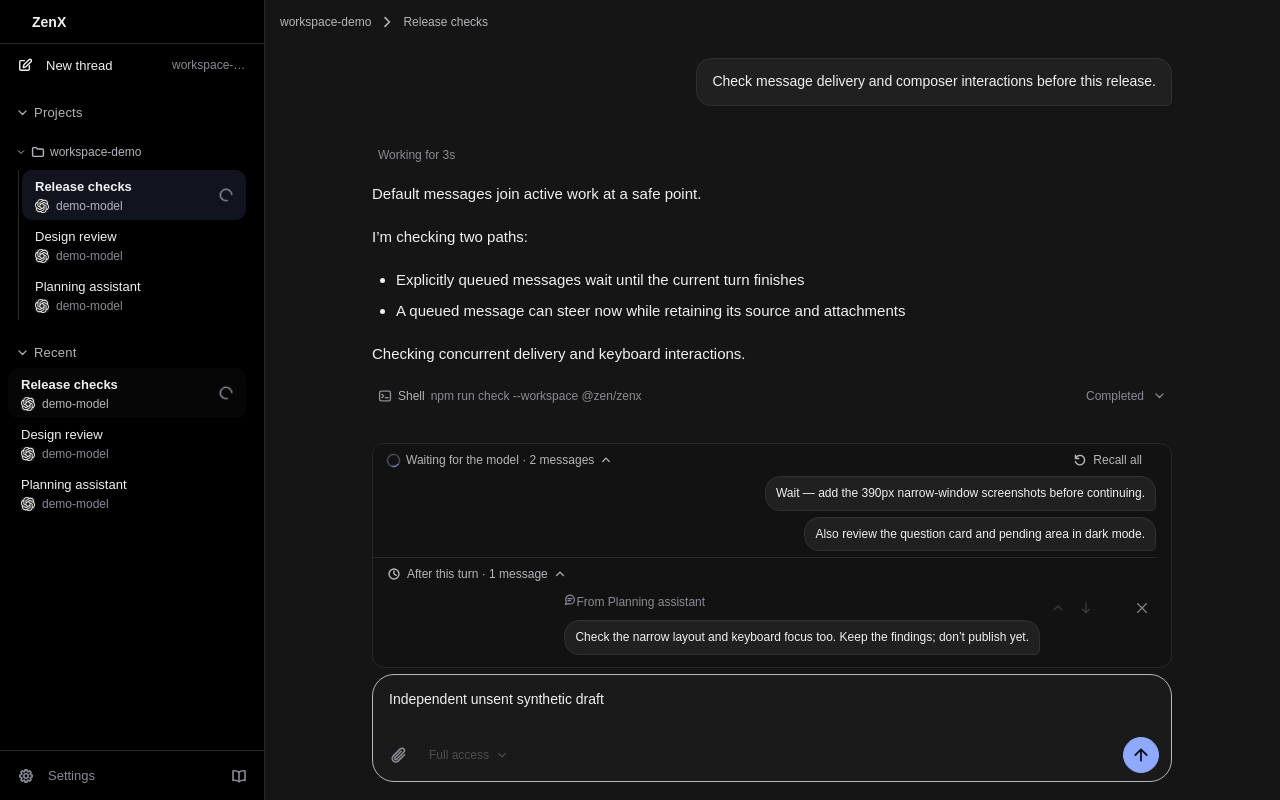 ZenX
New thread
workspace-…
Projects
workspace-demo
Release checks
demo-model
Design review
demo-model
Planning assistant
demo-model
Recent
Release checks
demo-model
Design review
demo-model
Planning assistant
demo-model
Settings
workspace-demo
Release checks
Check message delivery and composer interactions before this release.
Working for 3s
Default messages join active work at a safe point.
I’m checking two paths:
• Explicitly queued messages wait until the current turn finishes
• A queued message can steer now while retaining its source and attachments
Checking concurrent delivery and keyboard interactions.
Shell npm run check --workspace @zen/zenx
Completed
Waiting for the model · 2 messages
Recall all
Wait — add the 390px narrow-window screenshots before continuing.
Also review the question card and pending area in dark mode.
After this turn · 1 message
From Planning assistant
Check the narrow layout and keyboard focus too. Keep the findings; don’t publish yet.
Independent unsent synthetic draft
Full access